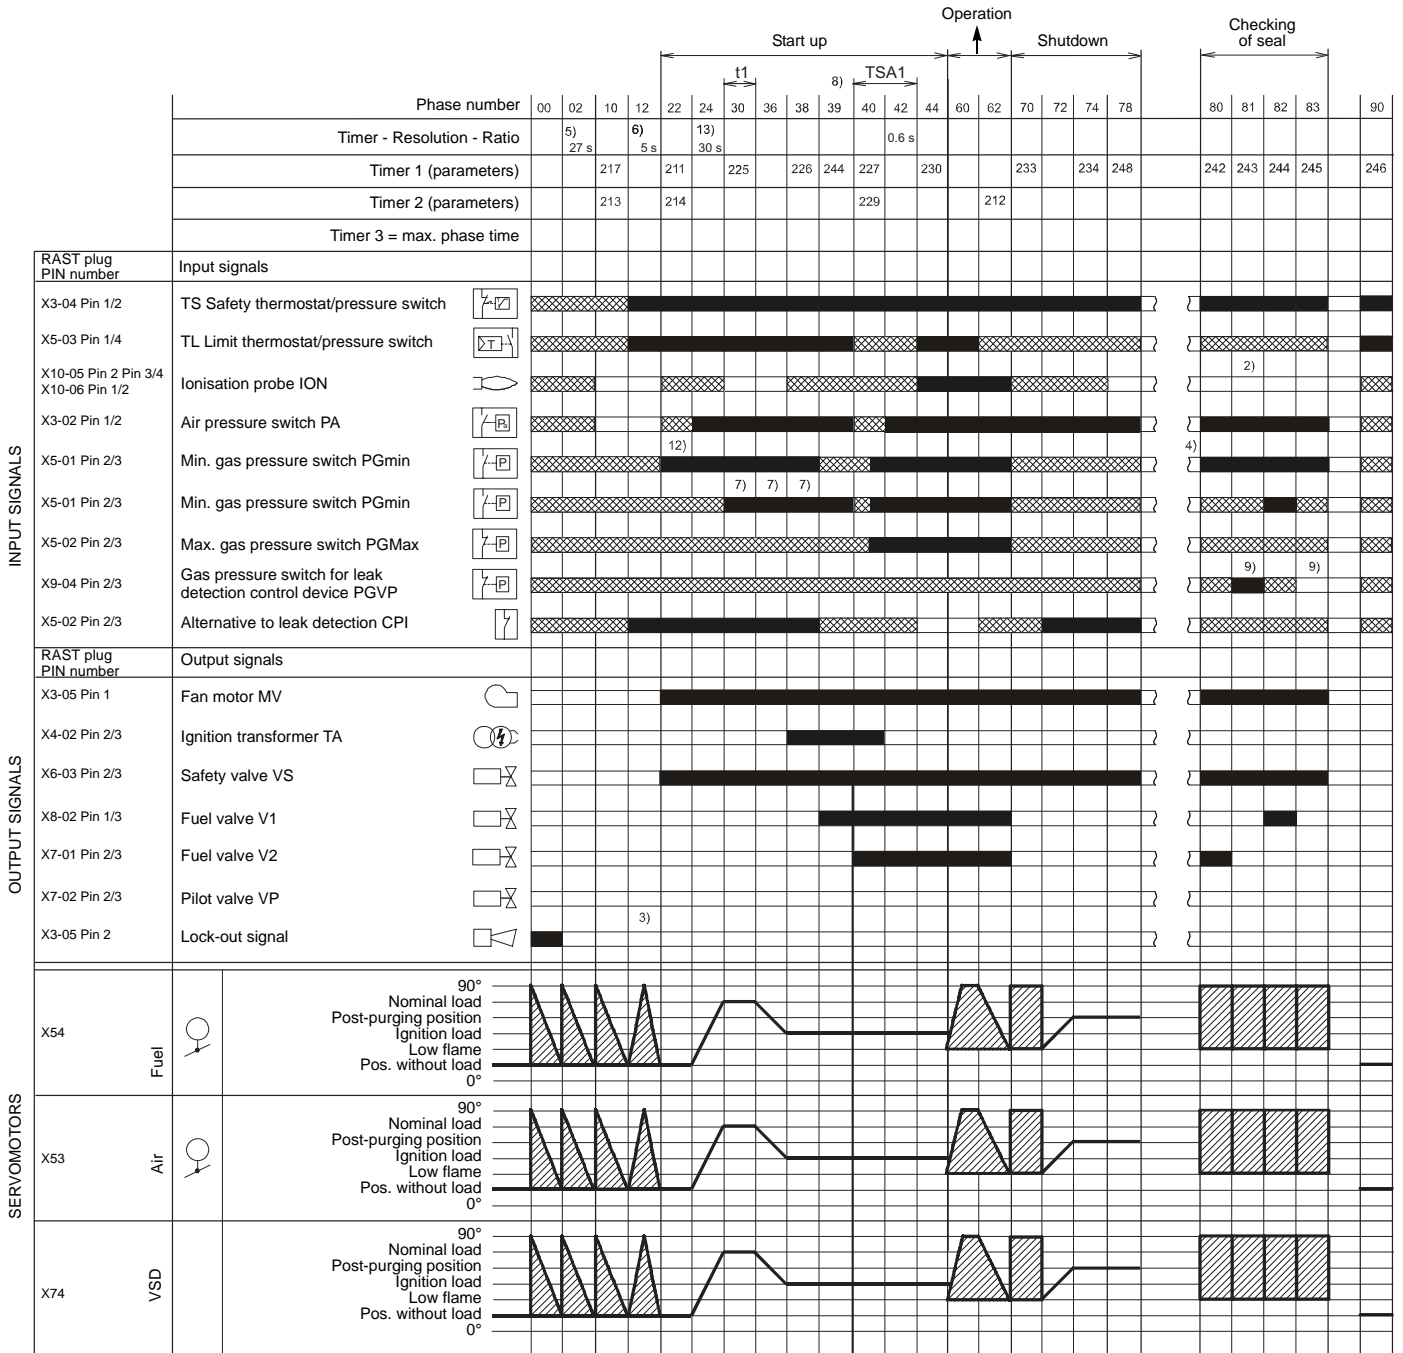 Operation
Start up
Shutdown
Checking
of seal
t1
8)
TSA1
Phase number 00 02 10 12 22 24 30 36 38 39 40 42 44 60 62 70 72 74 78 80 81 82 83 90
Timer - Resolution - Ratio 5) 27 s 6) 5 s 13) 30 s 0.6 s
Timer 1 (parameters) 217 211 225 226 244 227 230 233 234 248 242 243 244 245 246
Timer 2 (parameters) 213 214 229 212
Timer 3 = max. phase time
RAST plug
PIN number
Input signals
INPUT SIGNALS
X3-04 Pin 1/2 TS Safety thermostat/pressure switch
X5-03 Pin 1/4 TL Limit thermostat/pressure switch T
X10-05 Pin 2 Pin 3/4
X10-06 Pin 1/2
Ionisation probe ION 2)
X3-02 Pin 1/2 Air pressure switch PA Pa
12) 4)
X5-01 Pin 2/3 Min. gas pressure switch PGmin P
7) 7) 7)
X5-01 Pin 2/3 Min. gas pressure switch PGmin P
X5-02 Pin 2/3 Max. gas pressure switch PGMax P
9) 9)
X9-04 Pin 2/3 Gas pressure switch for leak
detection control device PGVP P
X5-02 Pin 2/3 Alternative to leak detection CPI
RAST plug
PIN number
Output signals
OUTPUT SIGNALS
X3-05 Pin 1 Fan motor MV
X4-02 Pin 2/3 Ignition transformer TA
X6-03 Pin 2/3 Safety valve VS
X8-02 Pin 1/3 Fuel valve V1
X7-01 Pin 2/3 Fuel valve V2
X7-02 Pin 2/3 Pilot valve VP
3)
X3-05 Pin 2 Lock-out signal
SERVOMOTORS
X54
Fuel
90°
Nominal load
Post-purging position
Ignition load
Low flame
Pos. without load
0°
X53
Air
90°
Nominal load
Post-purging position
Ignition load
Low flame
Pos. without load
0°
X74
VSD
90°
Nominal load
Post-purging position
Ignition load
Low flame
Pos. without load
0°